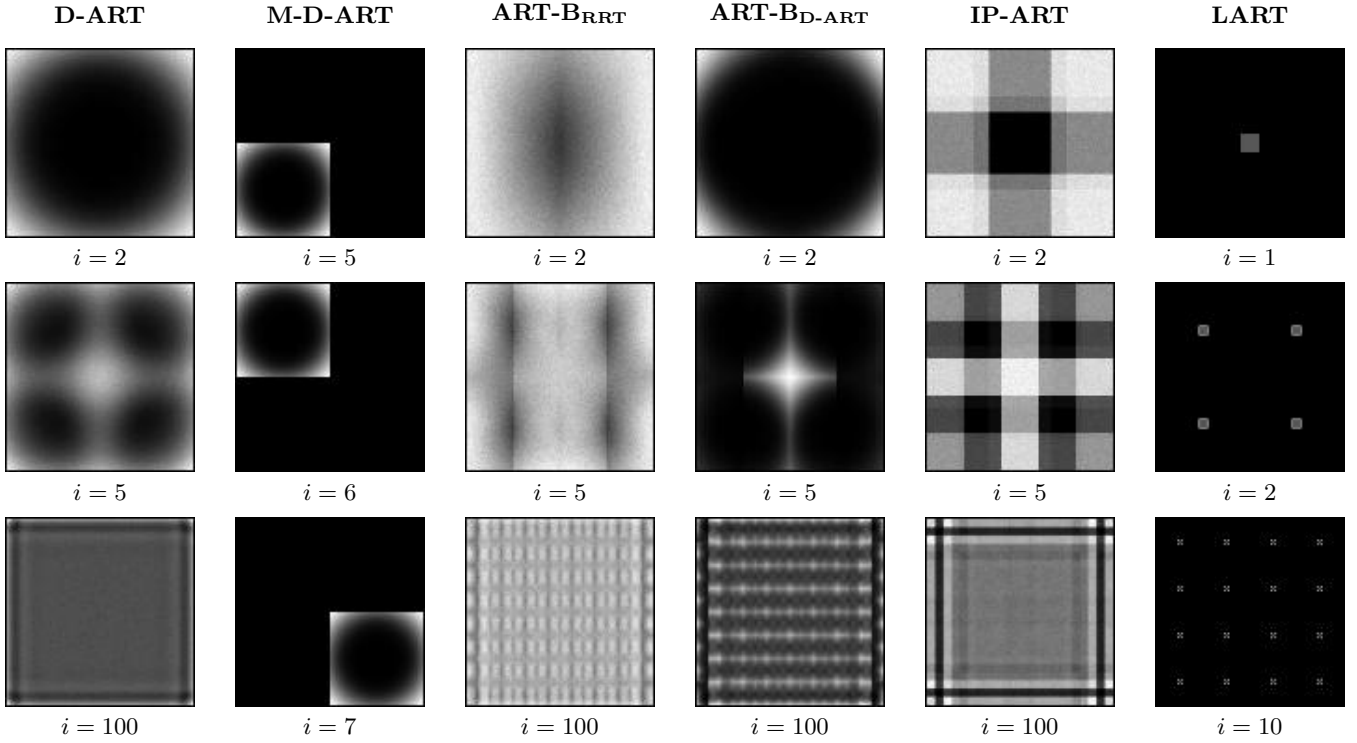 D-ART M-D-ART ART-B_RRT ART-B_D-ART IP-ART LART
i = 2 i = 5 i = 2 i = 2 i = 2 i = 1
i = 5 i = 6 i = 5 i = 5 i = 5 i = 2
i = 100 i = 7 i = 100 i = 100 i = 100 i = 10